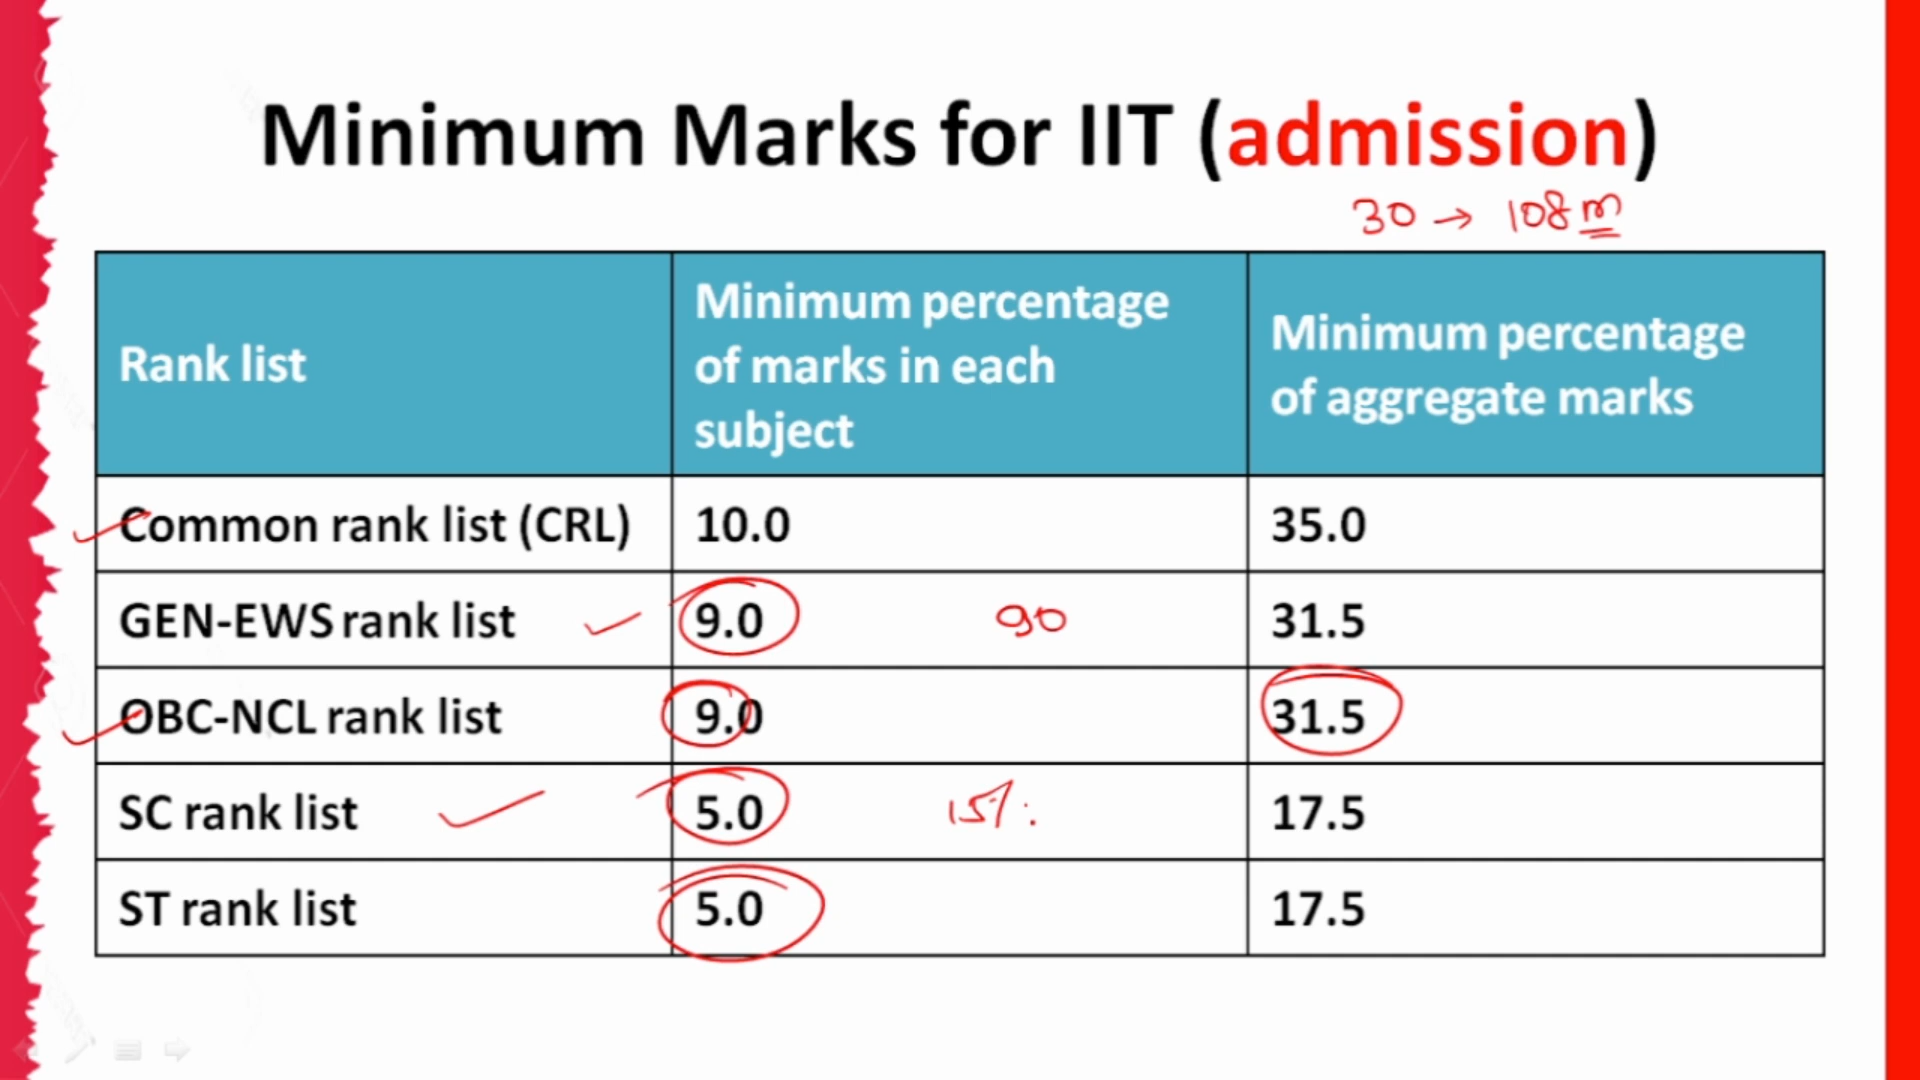 Minimum Marks for IIT (admission)
30 → 108 m
Rank list
Minimum percentage
of marks in each
subject
Minimum percentage
of aggregate marks
Common rank list (CRL)
10.0
35.0
GEN-EWS rank list
9.0
90
31.5
OBC-NCL rank list
9.0
31.5
SC rank list
5.0
15%
17.5
ST rank list
5.0
17.5